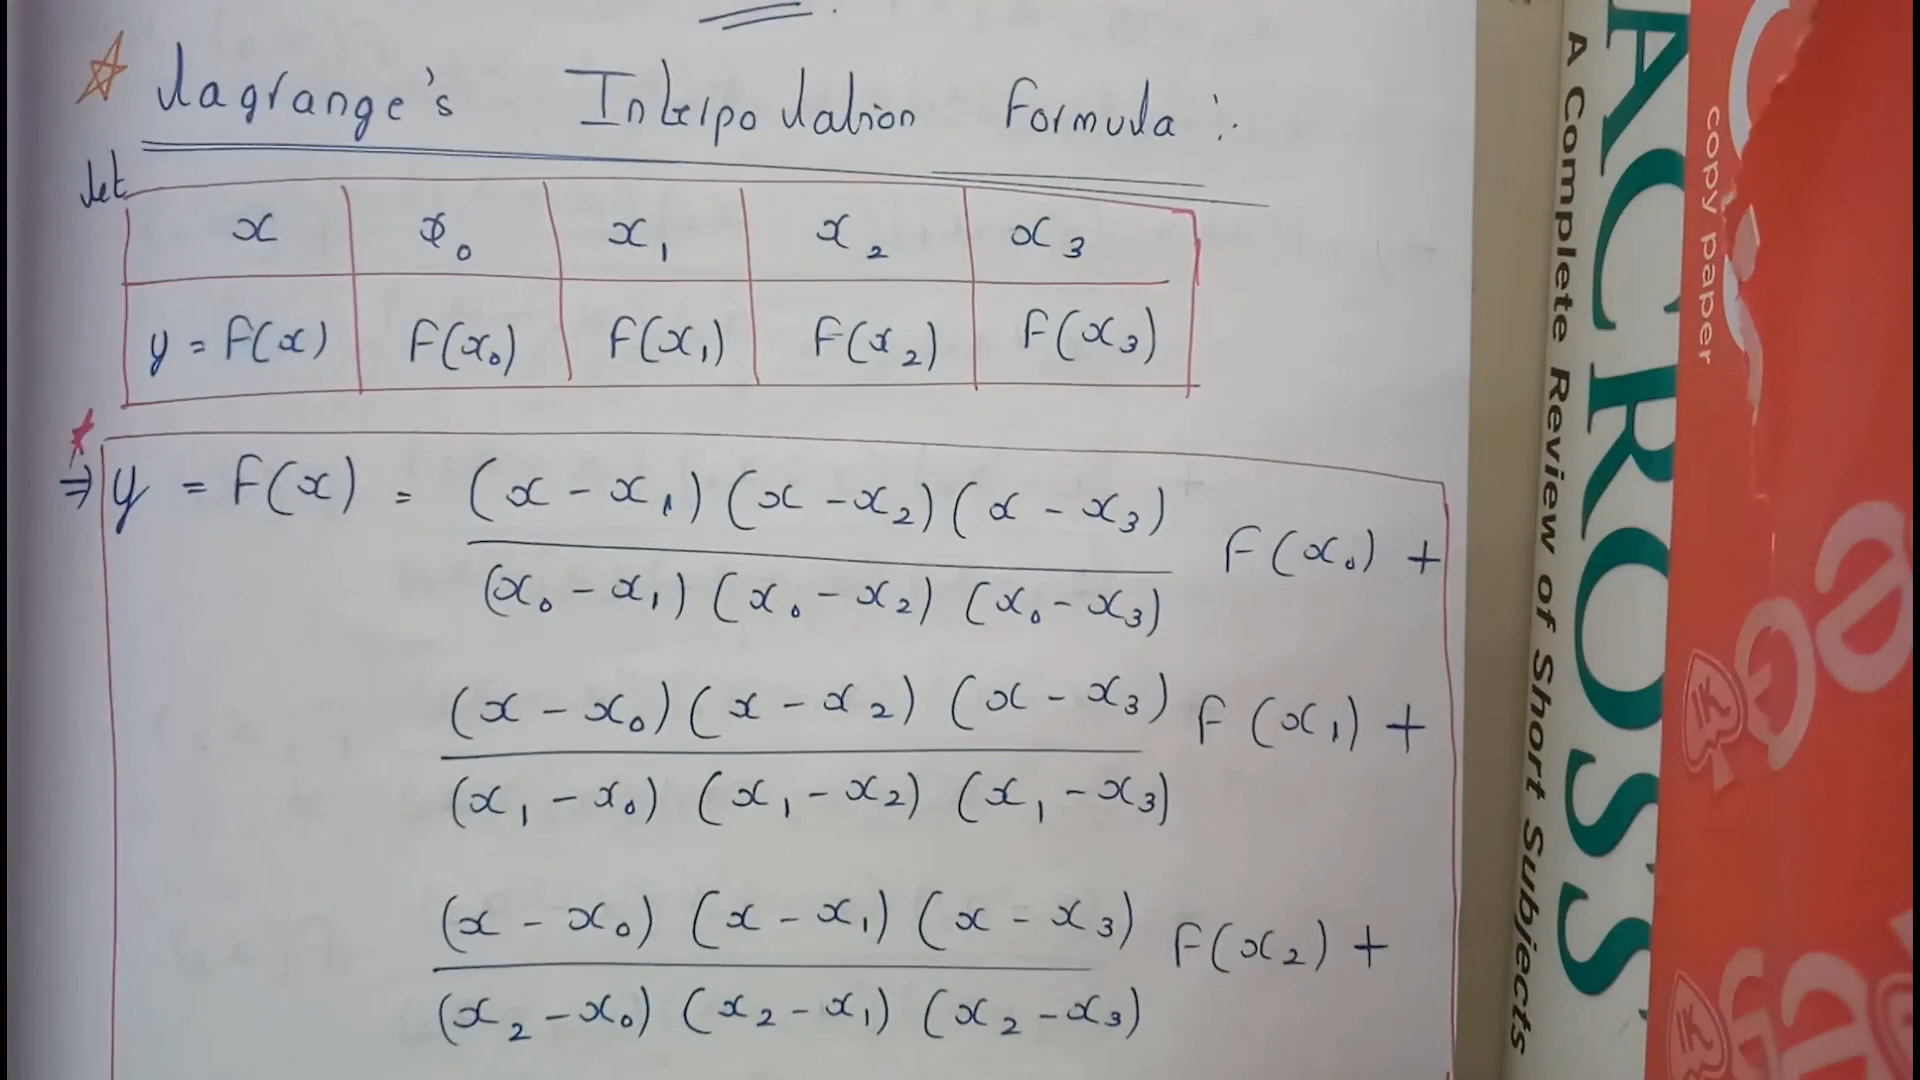 Lagrange's Interpolation Formula :-
Let
x x₀ x₁ x₂ x₃
y = F(x) F(x₀) F(x₁) F(x₂) F(x₃)
⇒ y = F(x) = (x - x₁) (x - x₂) (x - x₃)
F(x₀) +
(x₀ - x₁) (x₀ - x₂) (x₀ - x₃)
(x - x₀) (x - x₂) (x - x₃)
F(x₁) +
(x₁ - x₀) (x₁ - x₂) (x₁ - x₃)
(x - x₀) (x - x₁) (x - x₃)
F(x₂) +
(x₂ - x₀) (x₂ - x₁) (x₂ - x₃)
ACROSS
A Complete Review of Short Subjects
copy paper
JK
JK